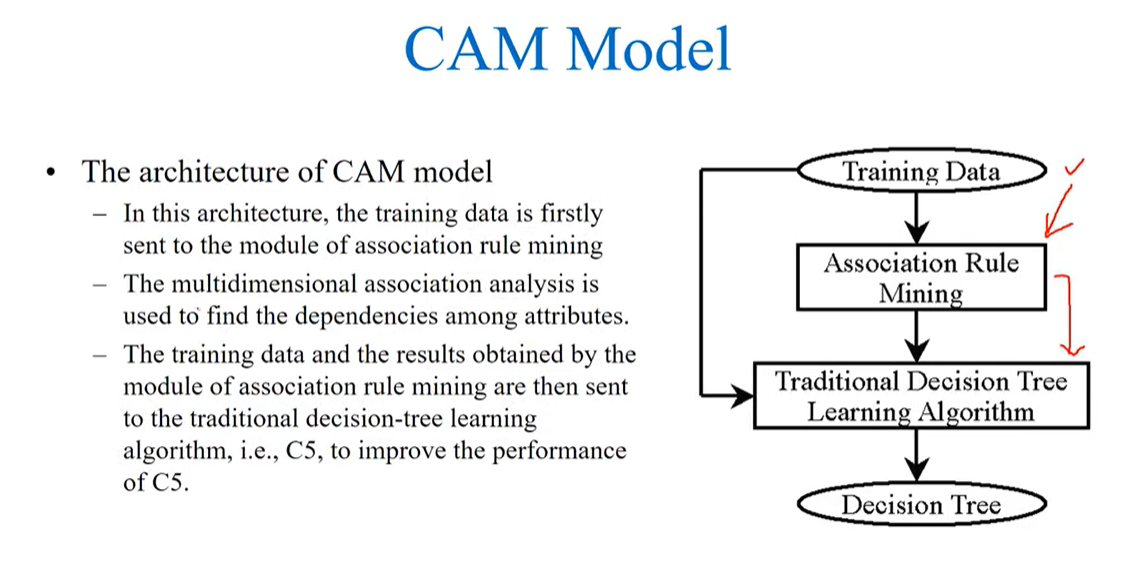 CAM Model
• The architecture of CAM model
– In this architecture, the training data is firstly
sent to the module of association rule mining
– The multidimensional association analysis is
used to find the dependencies among attributes.
– The training data and the results obtained by the
module of association rule mining are then sent
to the traditional decision-tree learning
algorithm, i.e., C5, to improve the performance
of C5.
Training Data
Association Rule
Mining
Traditional Decision Tree
Learning Algorithm
Decision Tree